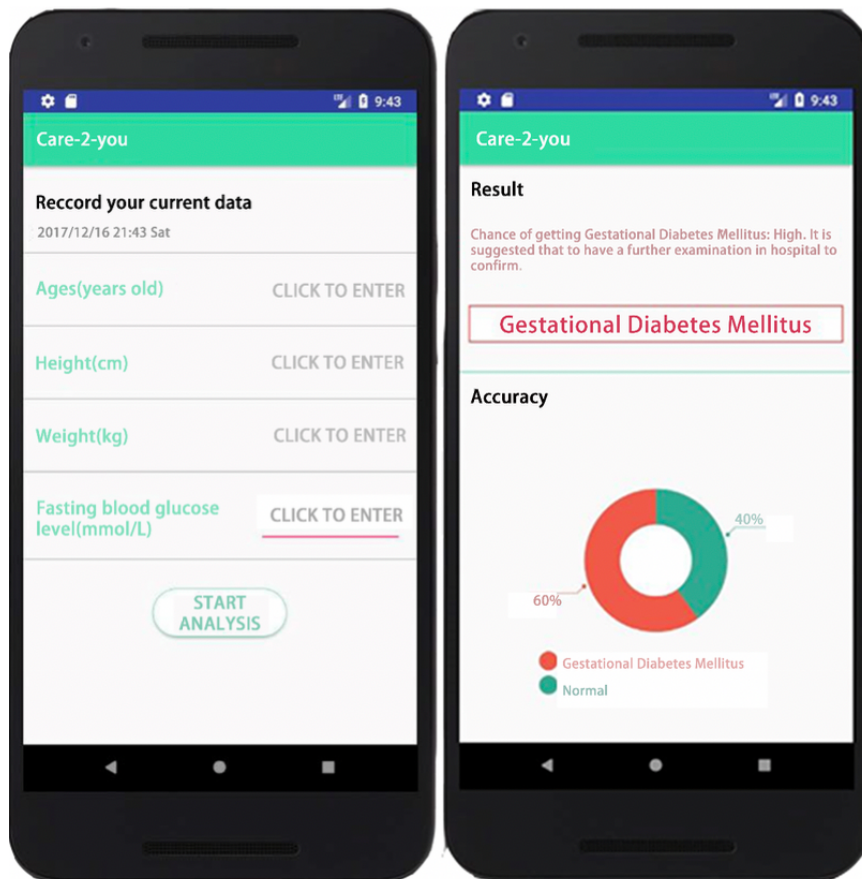 9:43
Care-2-you
Reccord your current data
2017/12/16 21:43 Sat
Ages(years old)
CLICK TO ENTER
Height(cm)
CLICK TO ENTER
Weight(kg)
CLICK TO ENTER
Fasting blood glucose
level(mmol/L)
CLICK TO ENTER
START
ANALYSIS
9:43
Care-2-you
Result
Chance of getting Gestational Diabetes Mellitus: High. It is
suggested that to have a further examination in hospital to
confirm.
Gestational Diabetes Mellitus
Accuracy
40%
60%
Gestational Diabetes Mellitus
Normal